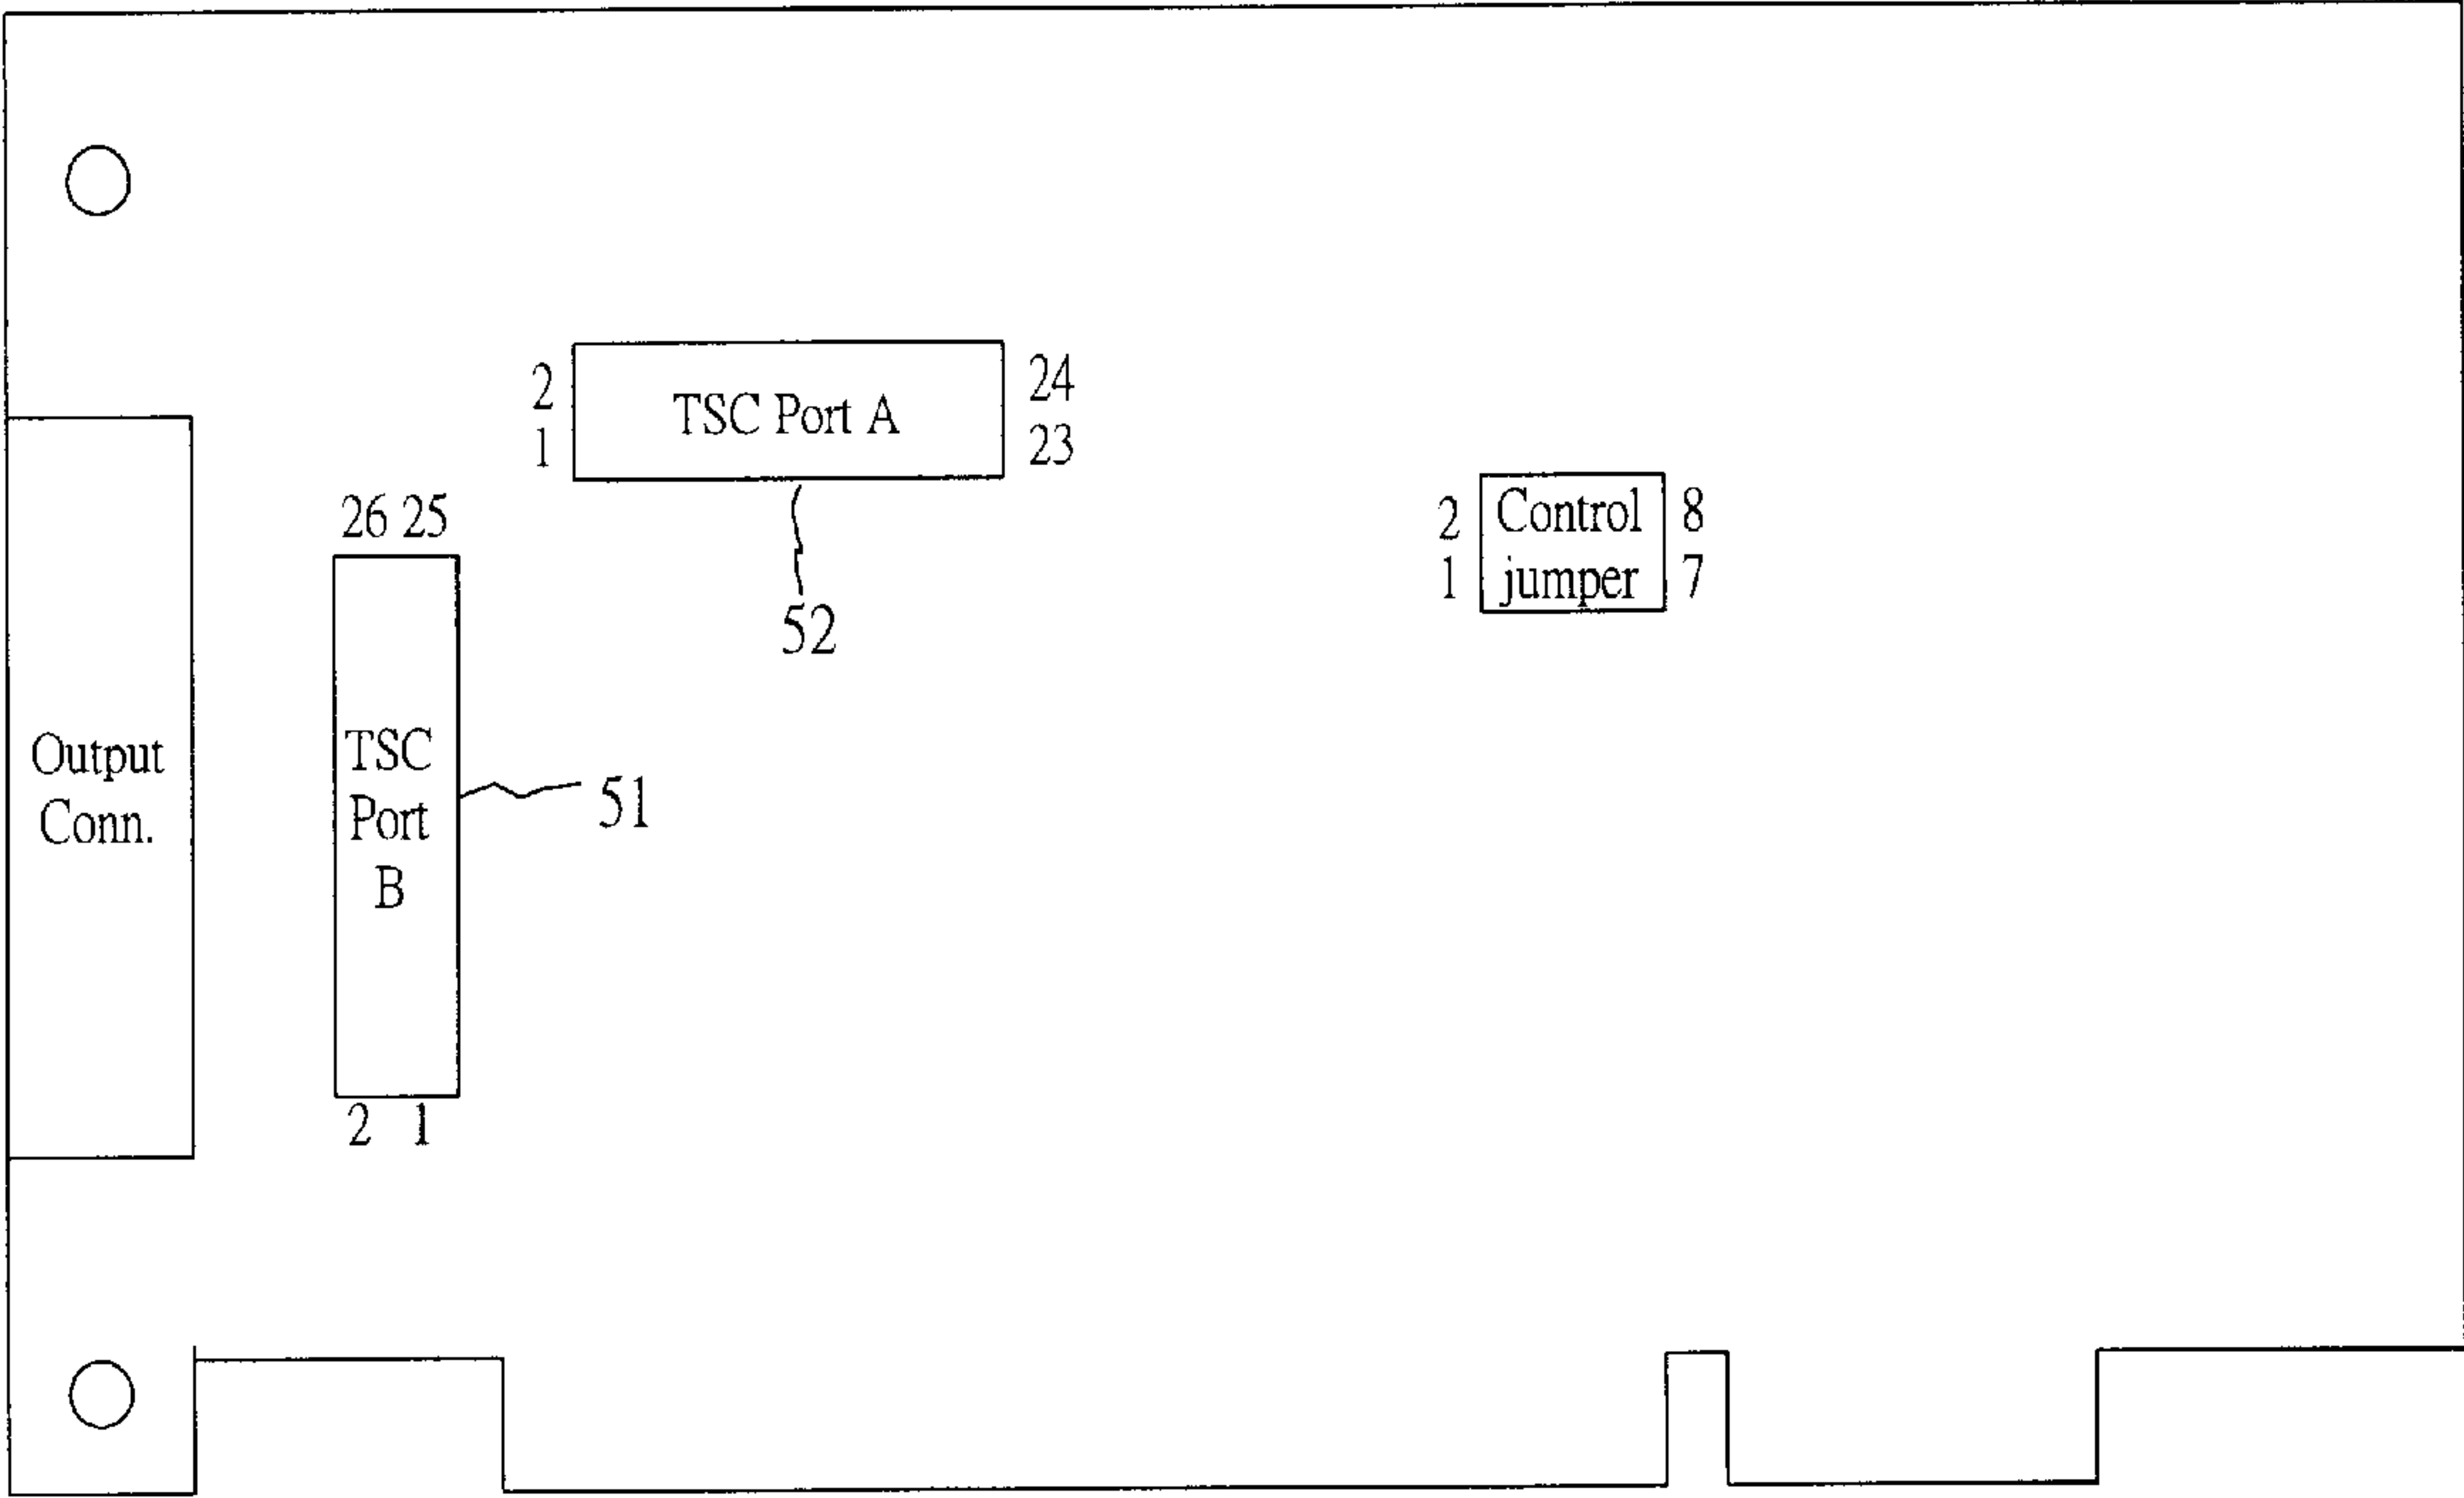 2 TSC Port A 24
1 23
26 25
52
2 Control 8
1 jumper 7
Output
Conn.
TSC
Port
B
51
2 1